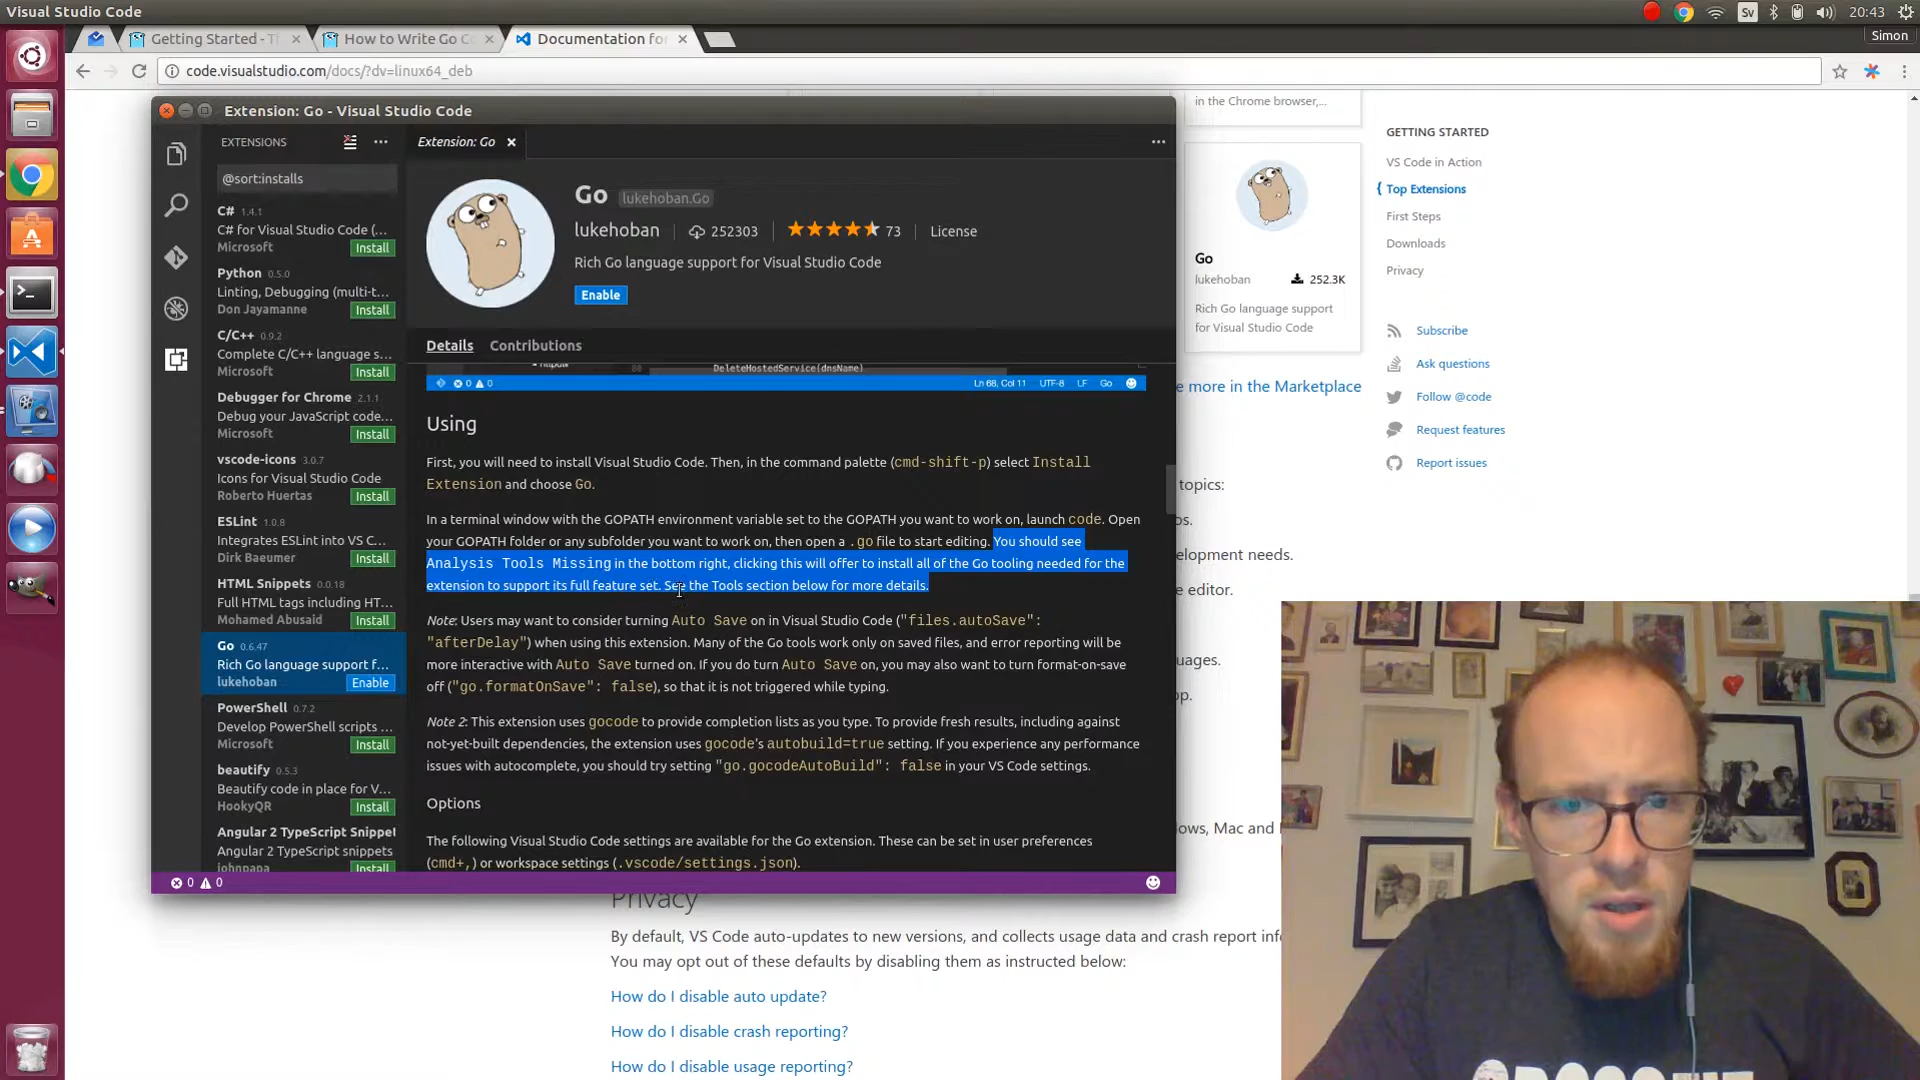 Visual Studio Code
Sv
20:43
Simon
Getting Started - T
How to Write Go C
Documentation for
code.visualstudio.com/docs/?dv=linux64_deb
Extension: Go - Visual Studio Code
EXTENSIONS
@sort:installs
C# 1.4.1
C# for Visual Studio Code (...
Microsoft
Install
Python 0.5.0
Linting, Debugging (multi-t...
Don Jayamanne
Install
C/C++ 0.9.2
Complete C/C++ language s...
Microsoft
Install
Debugger for Chrome 2.1.1
Debug your JavaScript code...
Microsoft
Install
vscode-icons 3.0.7
Icons for Visual Studio Code
Roberto Huertas
Install
ESLint 1.0.8
Integrates ESLint into VS C...
Dirk Baeumer
Install
HTML Snippets 0.0.18
Full HTML tags including HT...
Mohamed Abusaid
Install
Go 0.6.47
Rich Go language support f...
lukehoban
Enable
PowerShell 0.7.2
Develop PowerShell scripts ...
Microsoft
Install
beautify 0.5.3
Beautify code in place for V...
HookyQR
Install
Angular 2 TypeScript Snippet
Angular 2 TypeScript snippets
johnpapa
Install
0 0
Extension: Go
Go lukehoban.Go
lukehoban 252303 73 License
Rich Go language support for Visual Studio Code
Enable
Details Contributions
80 DeleteHostedService(dnsName)
0 0 Ln 68, Col 11 UTF-8 LF Go
Using
First, you will need to install Visual Studio Code. Then, in the command palette (cmd-shift-p) select Install
Extension and choose Go.
In a terminal window with the GOPATH environment variable set to the GOPATH you want to work on, launch code. Open
your GOPATH folder or any subfolder you want to work on, then open a .go file to start editing. You should see
Analysis Tools Missing in the bottom right, clicking this will offer to install all of the Go tooling needed for the
extension to support its full feature set. See the Tools section below for more details.
Note: Users may want to consider turning Auto Save on in Visual Studio Code ("files.autoSave":
"afterDelay") when using this extension. Many of the Go tools work only on saved files, and error reporting will be
more interactive with Auto Save turned on. If you do turn Auto Save on, you may also want to turn format-on-save
off ("go.formatOnSave": false), so that it is not triggered while typing.
Note 2: This extension uses gocode to provide completion lists as you type. To provide fresh results, including against
not-yet-built dependencies, the extension uses gocode's autobuild=true setting. If you experience any performance
issues with autocomplete, you should try setting "go.gocodeAutoBuild": false in your VS Code settings.
Options
The following Visual Studio Code settings are available for the Go extension. These can be set in user preferences
(cmd+,) or workspace settings (.vscode/settings.json).
in the Chrome browser,...
Go
lukehoban 252.3K
Rich Go language support
for Visual Studio Code
e more in the Marketplace
topics:
os.
elopment needs.
e editor.
uages.
op.
lows, Mac and
GETTING STARTED
VS Code in Action
Top Extensions
First Steps
Downloads
Privacy
Subscribe
Ask questions
Follow @code
Request features
Report issues
Privacy
By default, VS Code auto-updates to new versions, and collects usage data and crash report inf
You may opt out of these defaults by disabling them as instructed below:
How do I disable auto update?
How do I disable crash reporting?
How do I disable usage reporting?